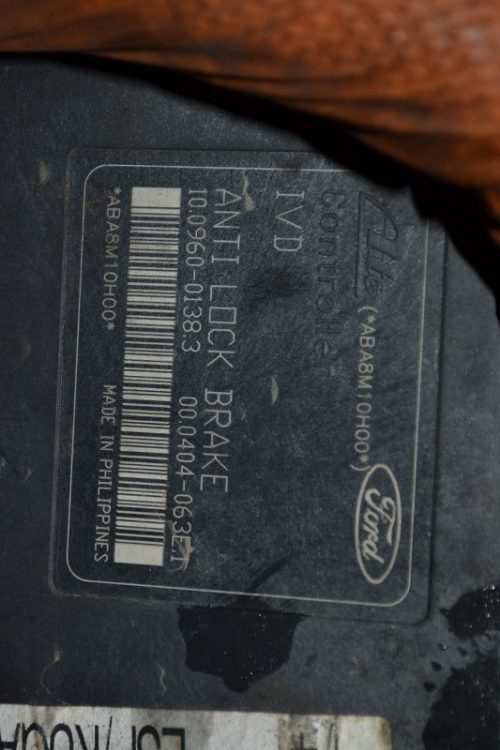 Ate (*ABA8M10H00*) Ford
Controller
IVD
ANTI LOCK BRAKE
10.0960-0138.3 00.0404-063E.1
*ABA8M10H00* MADE IN PHILIPPINES